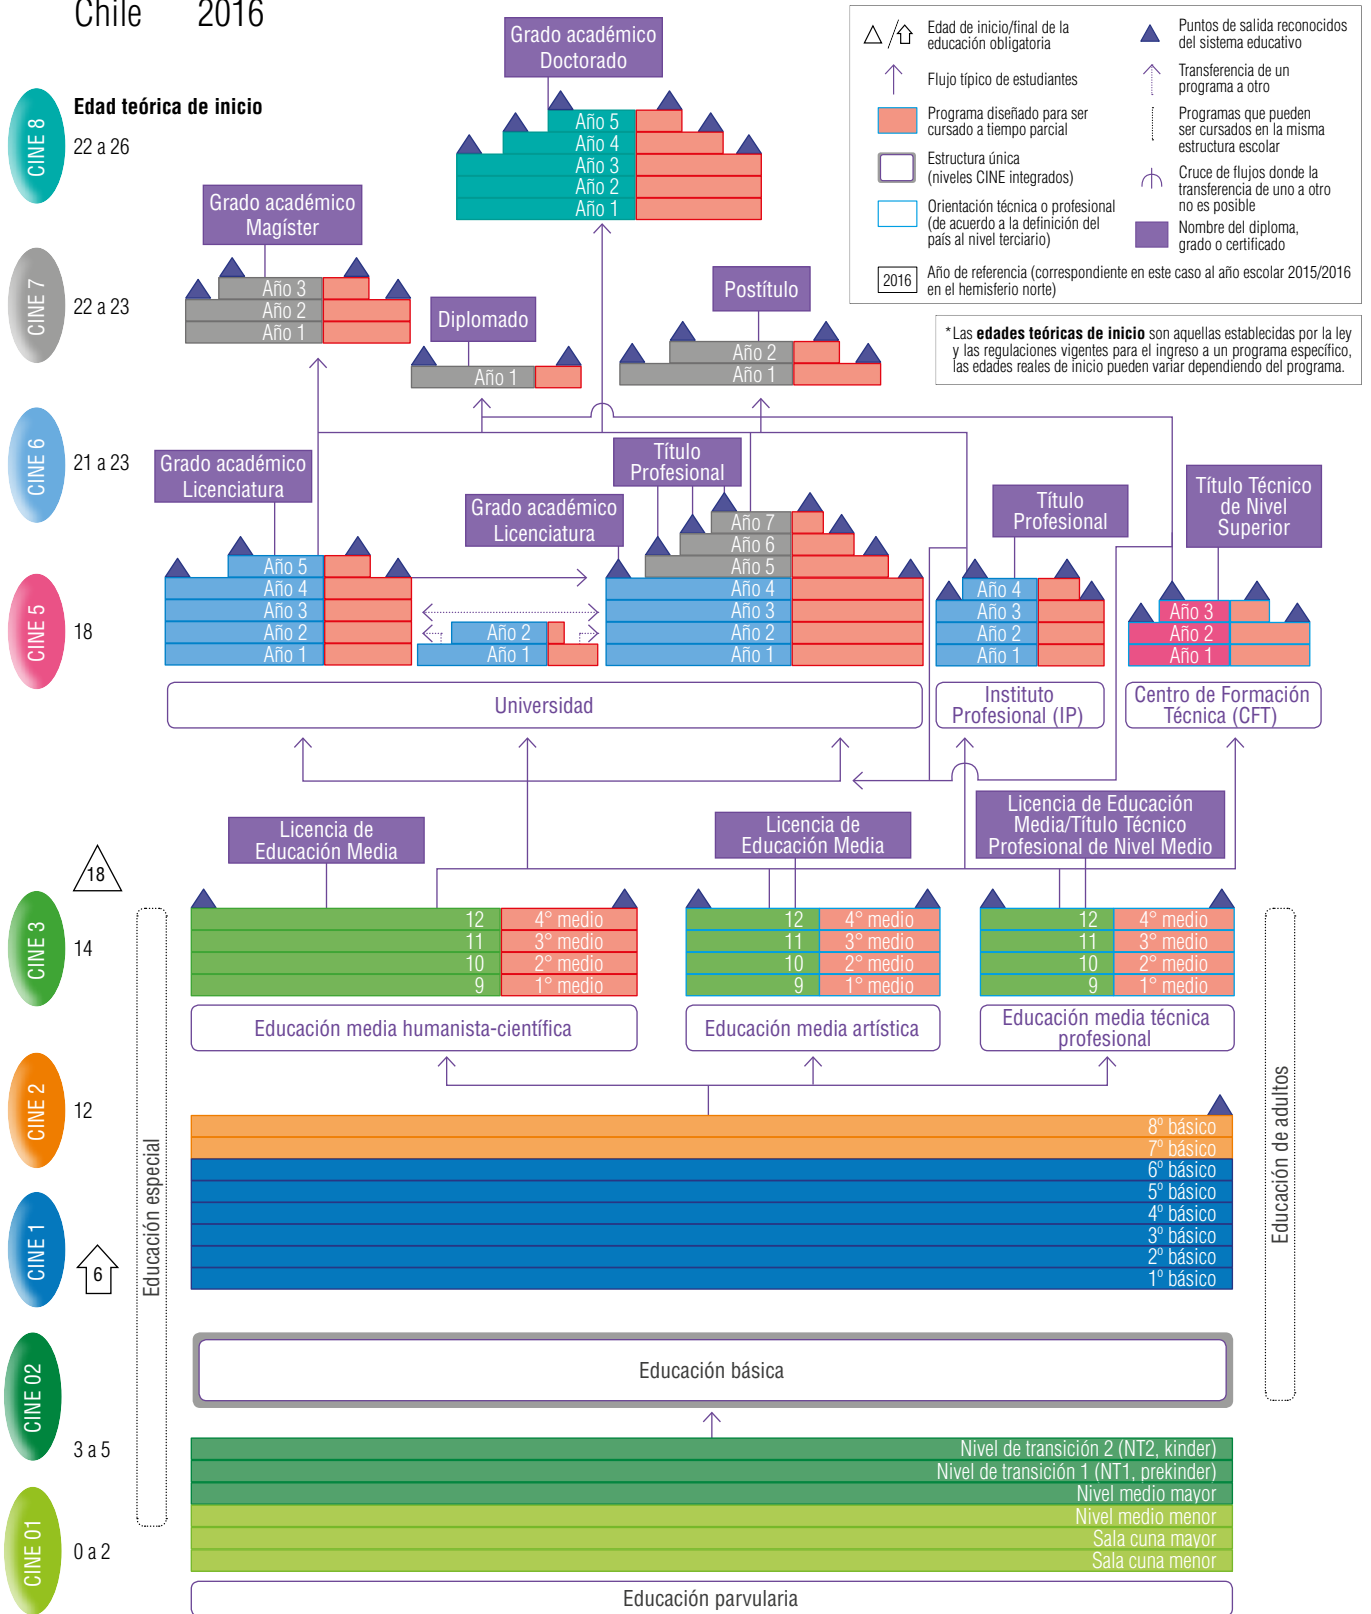 Chile 2016
Grado académico
Doctorado
Edad de inicio/final de la
educación obligatoria
Flujo típico de estudiantes
Programa diseñado para ser
cursado a tiempo parcial
Estructura única
(niveles CINE integrados)
Orientación técnica o profesional
(de acuerdo a la definición del
país al nivel terciario)
2016
Año de referencia (correspondiente en este caso al año escolar 2015/2016
en el hemisferio norte)
Puntos de salida reconocidos
del sistema educativo
Transferencia de un
programa a otro
Programas que pueden
ser cursados en la misma
estructura escolar
Cruce de flujos donde la
transferencia de uno a otro
no es posible
Nombre del diploma,
grado o certificado
*Las edades teóricas de inicio son aquellas establecidas por la ley
y las regulaciones vigentes para el ingreso a un programa específico,
las edades reales de inicio pueden variar dependiendo del programa.
Edad teórica de inicio
CINE 8
22 a 26
Año 5
Año 4
Año 3
Año 2
Año 1
Grado académico
Magíster
CINE 7
22 a 23
Año 3
Año 2
Año 1
Diplomado
Año 1
Postítulo
Año 2
Año 1
CINE 6
21 a 23
Grado académico
Licenciatura
Año 5
Año 4
Año 3
Año 2
Año 1
Año 2
Año 1
Grado académico
Licenciatura
Título
Profesional
Año 7
Año 6
Año 5
Año 4
Año 3
Año 2
Año 1
Título
Profesional
Año 4
Año 3
Año 2
Año 1
Título Técnico
de Nivel
Superior
Año 3
Año 2
Año 1
CINE 5
18
Universidad
Instituto
Profesional (IP)
Centro de Formación
Técnica (CFT)
Licencia de
Educación Media
Licencia de
Educación Media
Licencia de Educación
Media/Título Técnico
Profesional de Nivel Medio
18
CINE 3
14
12 4° medio
11 3° medio
10 2° medio
9 1° medio
12 4° medio
11 3° medio
10 2° medio
9 1° medio
12 4° medio
11 3° medio
10 2° medio
9 1° medio
Educación media humanista-científica
Educación media artística
Educación media técnica
profesional
CINE 2
12
8º básico
7º básico
6º básico
5º básico
4º básico
3º básico
2º básico
1º básico
CINE 1
6
Educación especial
Educación de adultos
Educación básica
CINE 02
3 a 5
Nivel de transición 2 (NT2, kinder)
Nivel de transición 1 (NT1, prekinder)
Nivel medio mayor
Nivel medio menor
Sala cuna mayor
Sala cuna menor
CINE 01
0 a 2
Educación parvularia